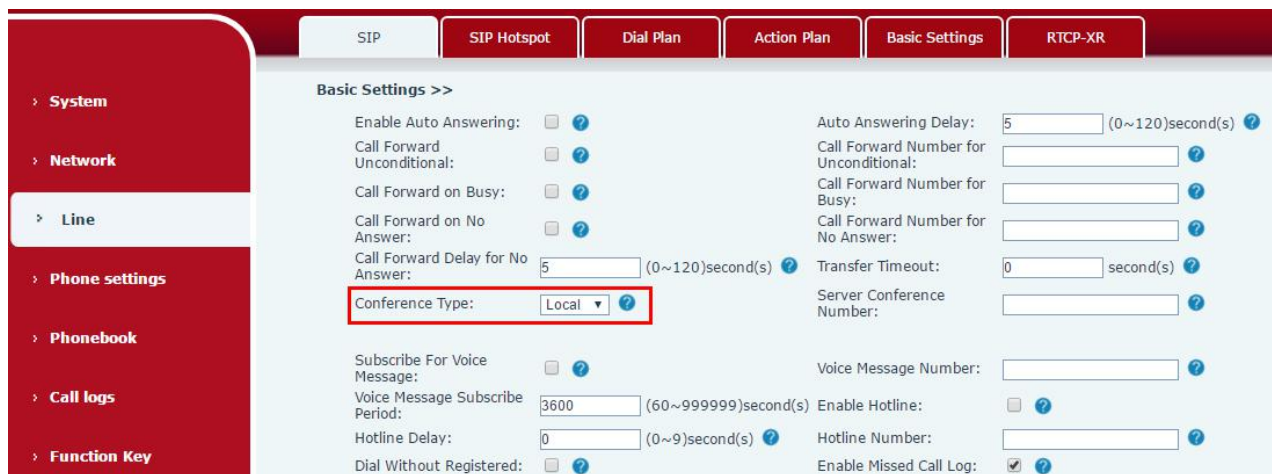 SIP
SIP Hotspot
Dial Plan
Action Plan
Basic Settings
RTCP-XR
› System
› Network
› Line
› Phone settings
› Phonebook
› Call logs
› Function Key
Basic Settings >>
Enable Auto Answering:
Auto Answering Delay: 5 (0~120)second(s)
Call Forward
Unconditional:
Call Forward Number for
Unconditional:
Call Forward on Busy:
Call Forward Number for
Busy:
Call Forward on No
Answer:
Call Forward Number for
No Answer:
Call Forward Delay for No
Answer: 5 (0~120)second(s)
Transfer Timeout: 0 second(s)
Conference Type: Local
Server Conference
Number:
Subscribe For Voice
Message:
Voice Message Number:
Voice Message Subscribe
Period: 3600 (60~999999)second(s)
Enable Hotline:
Hotline Delay: 0 (0~9)second(s)
Hotline Number:
Dial Without Registered:
Enable Missed Call Log: